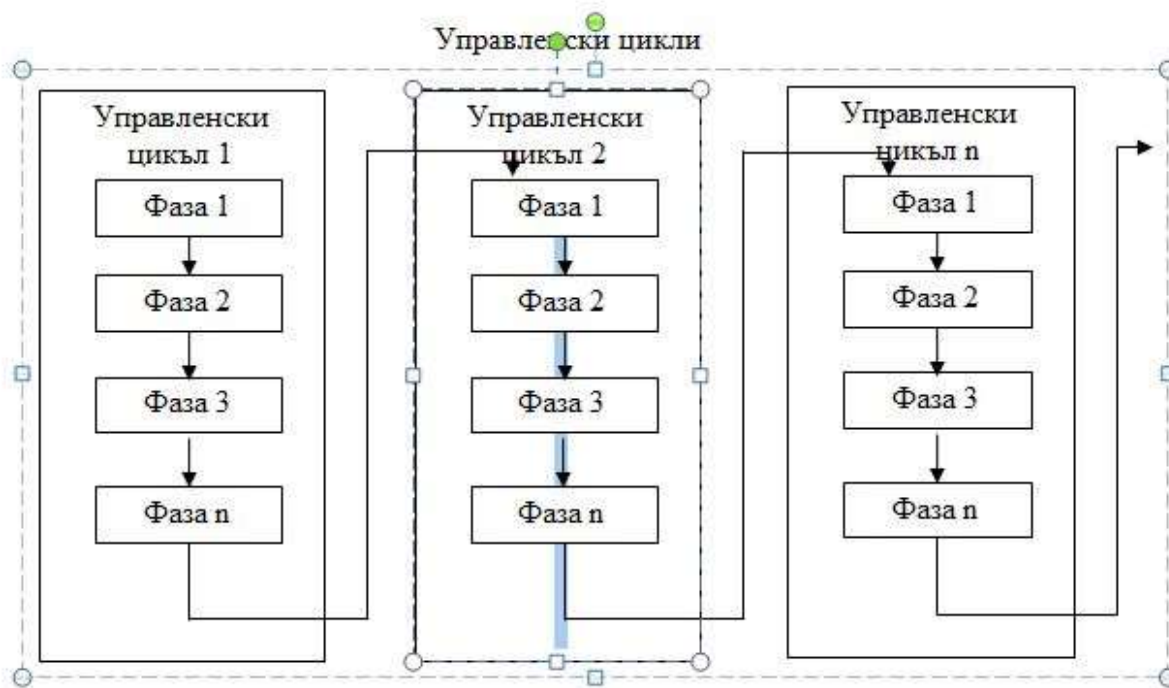 Управленски цикли
Управленски
цикъл 1
Фаза 1
Фаза 2
Фаза 3
Фаза n
Управленски
цикъл 2
Фаза 1
Фаза 2
Фаза 3
Фаза n
Управленски
цикъл n
Фаза 1
Фаза 2
Фаза 3
Фаза n